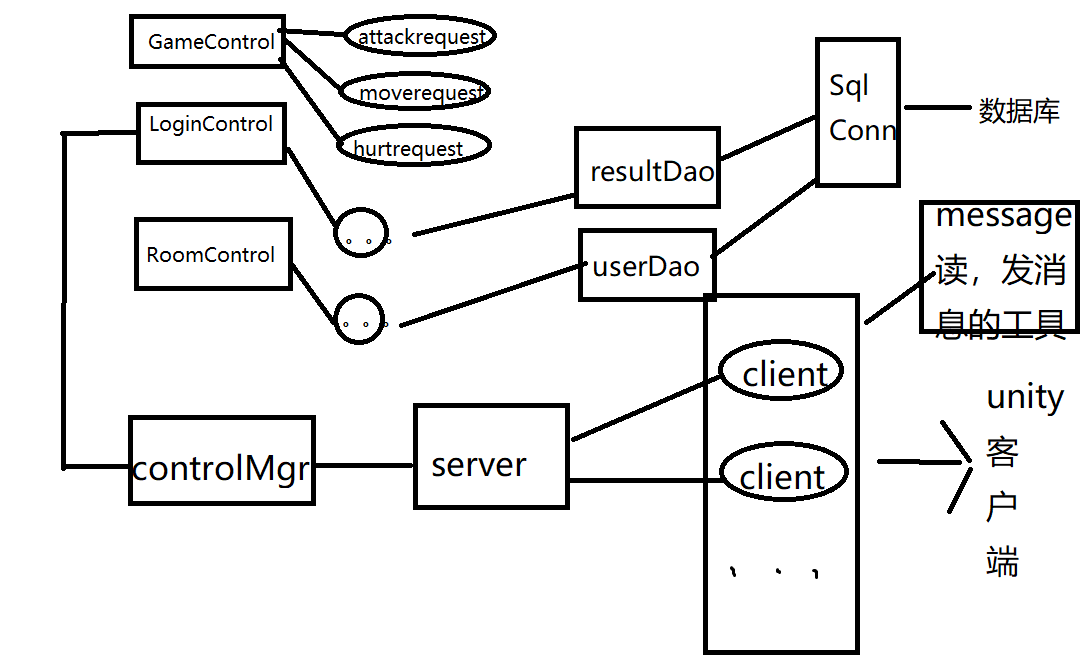 GameControl
attackrequest
moverequest
hurtrequest
LoginControl
。。。
RoomControl
。。。
resultDao
userDao
Sql
Conn
数据库
message
读，发消
息的工具
controlMgr
server
client
client
unity
客
户
端